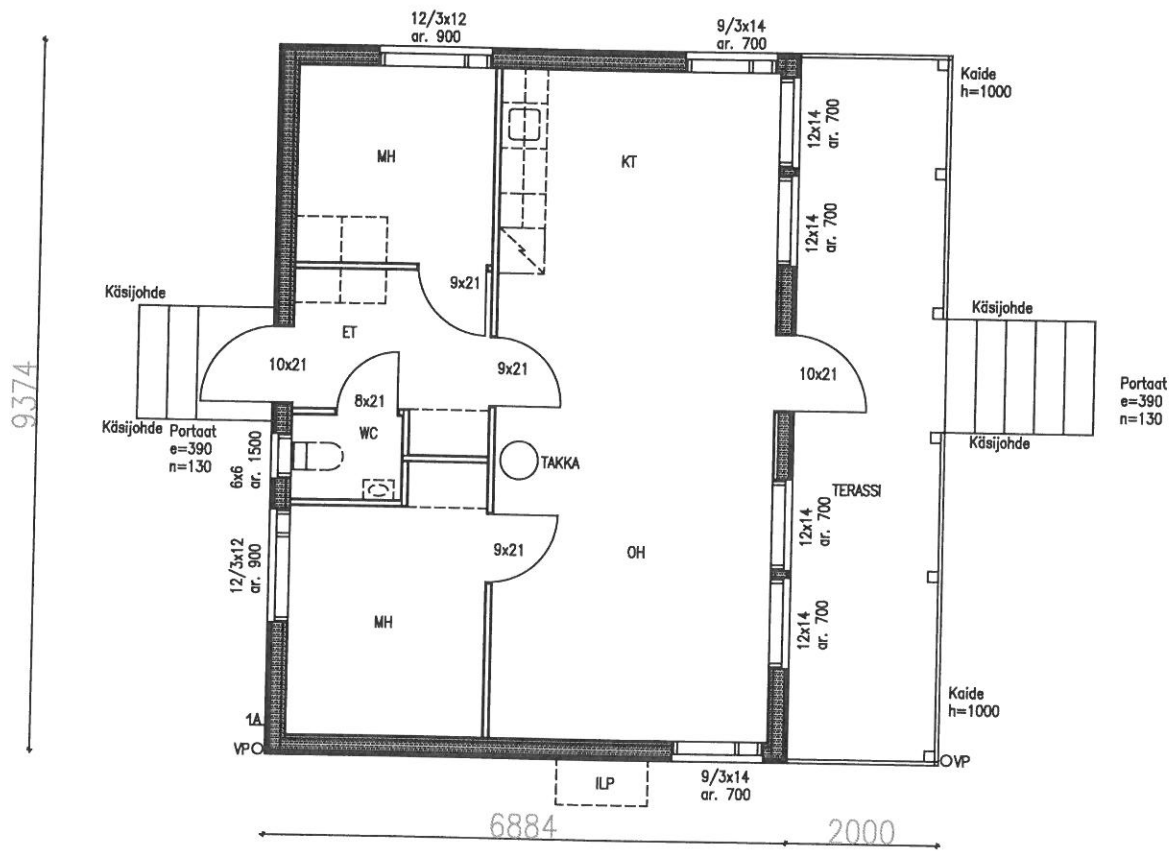 12/3x12
ar. 900
9/3x14
ar. 700
Kaide
h=1000
12x14
ar. 700
MH
KT
12x14
ar. 700
9x21
Käsijohde
Käsijohde
ET
10x21
9x21
10x21
9374
8x21
Portaat
e=390
n=130
Käsijohde
Portaat
e=390
n=130
WC
Käsijohde
6x6
ar. 1500
TAKKA
TERASSI
12x14
ar. 700
12/3x12
ar. 900
9x21
OH
12x14
ar. 700
MH
Kaide
h=1000
1A
VP
VP
ILP
9/3x14
ar. 700
6884
2000